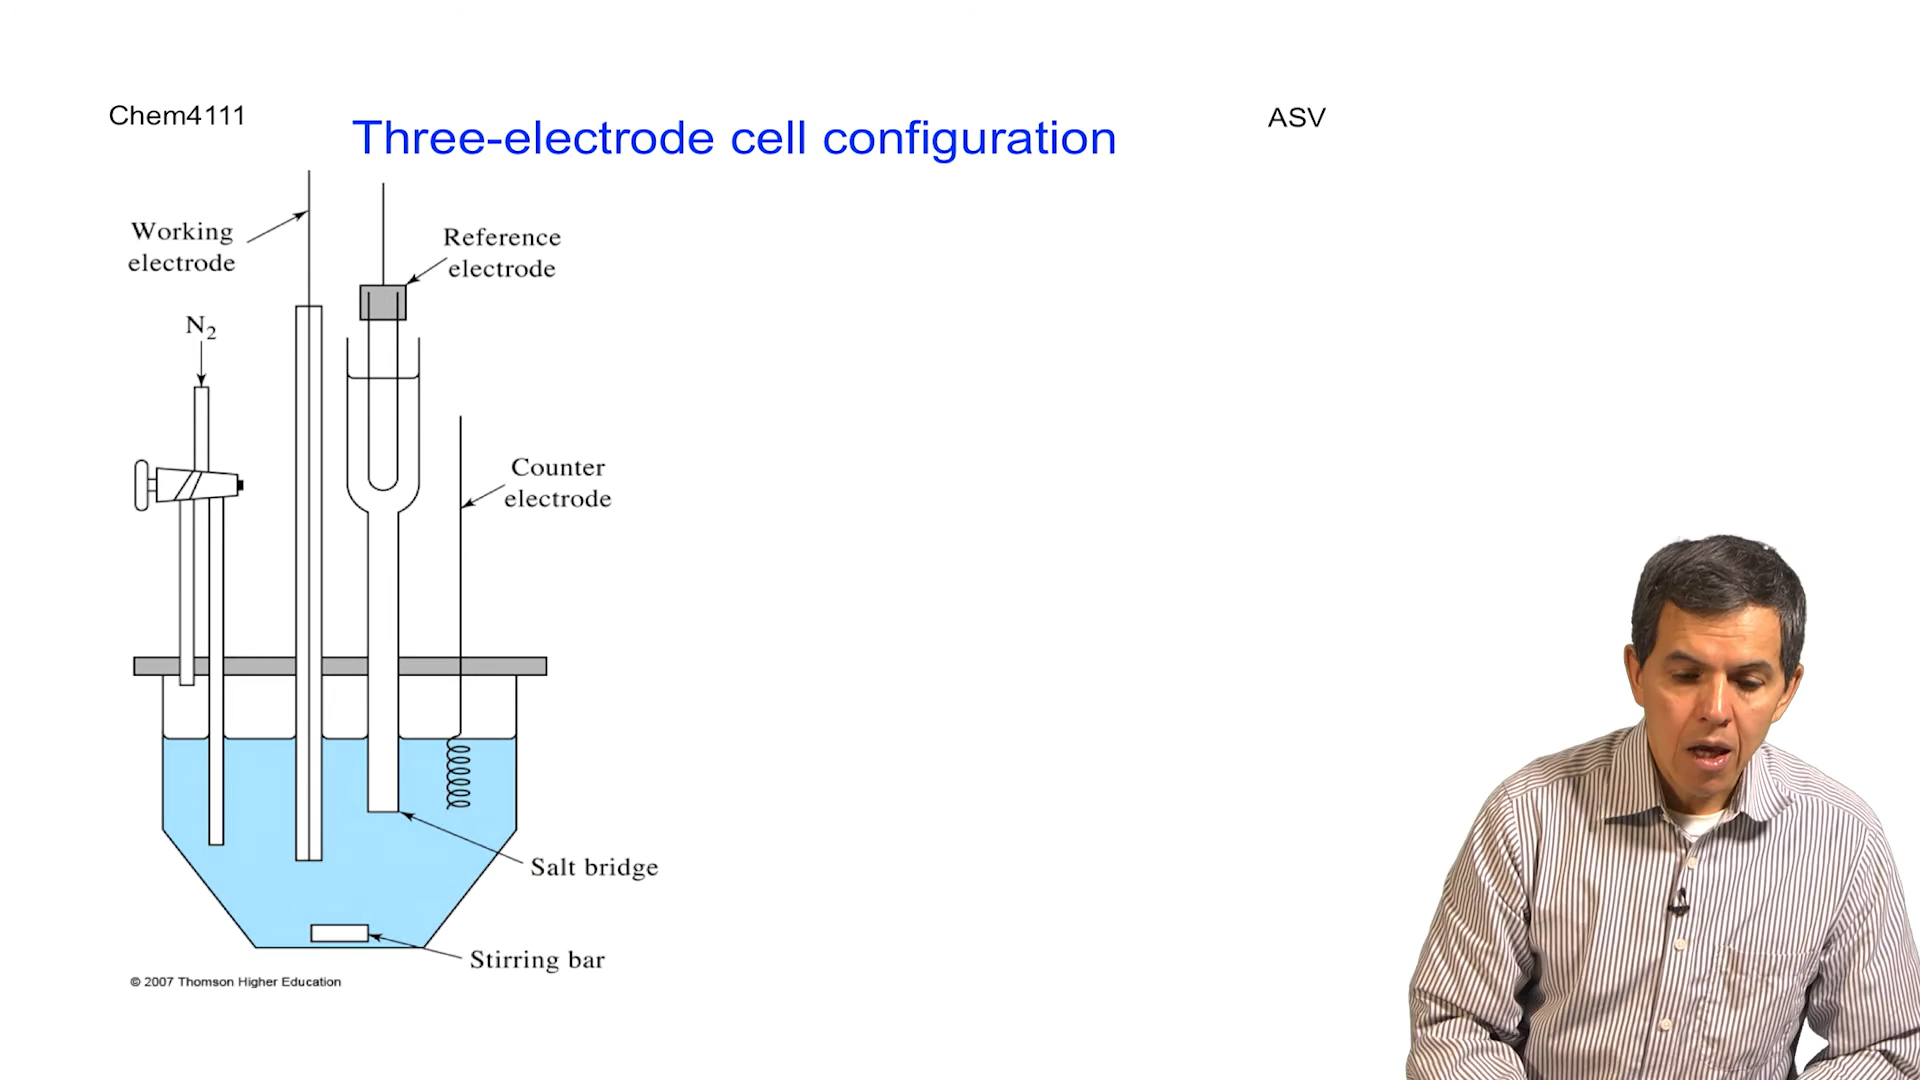 Chem4111
Three-electrode cell configuration
ASV
Working
electrode
Reference
electrode
N2
Counter
electrode
Salt bridge
Stirring bar
© 2007 Thomson Higher Education